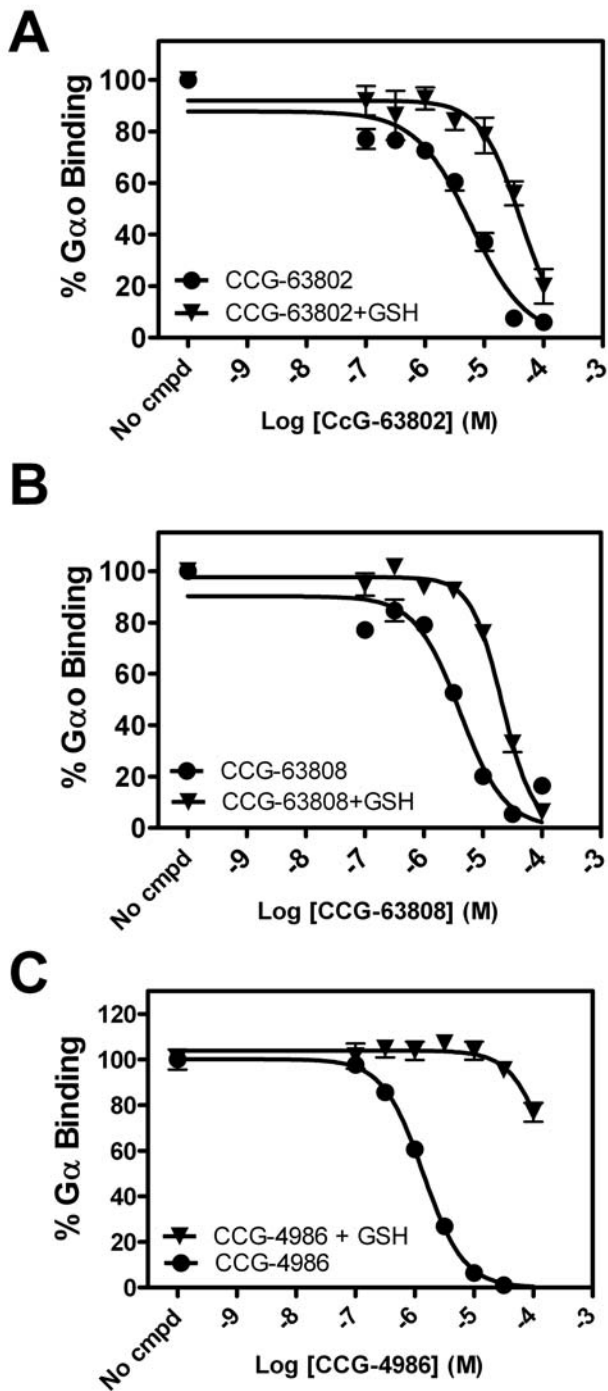 A
% Gαo Binding
100
80
60
40
20
0
CCG-63802
CCG-63802+GSH
No cmpd
-9
-8
-7
-6
-5
-4
-3
Log [CcG-63802] (M)
B
% Gαo Binding
100
80
60
40
20
0
CCG-63808
CCG-63808+GSH
No cmpd
-9
-8
-7
-6
-5
-4
-3
Log [CCG-63808] (M)
C
% Gα Binding
120
100
80
60
40
20
0
CCG-4986 + GSH
CCG-4986
No cmpd
-9
-8
-7
-6
-5
-4
-3
Log [CCG-4986] (M)